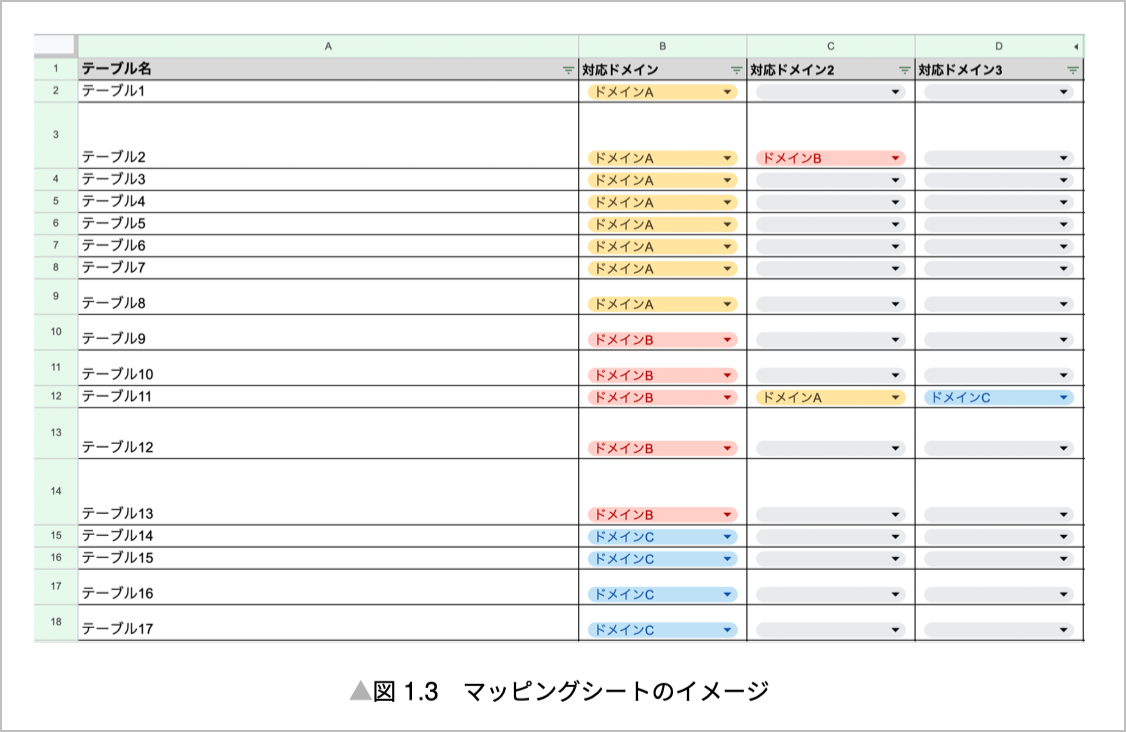 A B C D
1 テーブル名 対応ドメイン 対応ドメイン2 対応ドメイン3
2 テーブル1 ドメインA
3 テーブル2 ドメインA ドメインB
4 テーブル3 ドメインA
5 テーブル4 ドメインA
6 テーブル5 ドメインA
7 テーブル6 ドメインA
8 テーブル7 ドメインA
9 テーブル8 ドメインA
10 テーブル9 ドメインB
11 テーブル10 ドメインB
12 テーブル11 ドメインB ドメインA ドメインC
13 テーブル12 ドメインB
14 テーブル13 ドメインB
15 テーブル14 ドメインC
16 テーブル15 ドメインC
17 テーブル16 ドメインC
18 テーブル17 ドメインC
▲図 1.3 マッピングシートのイメージ